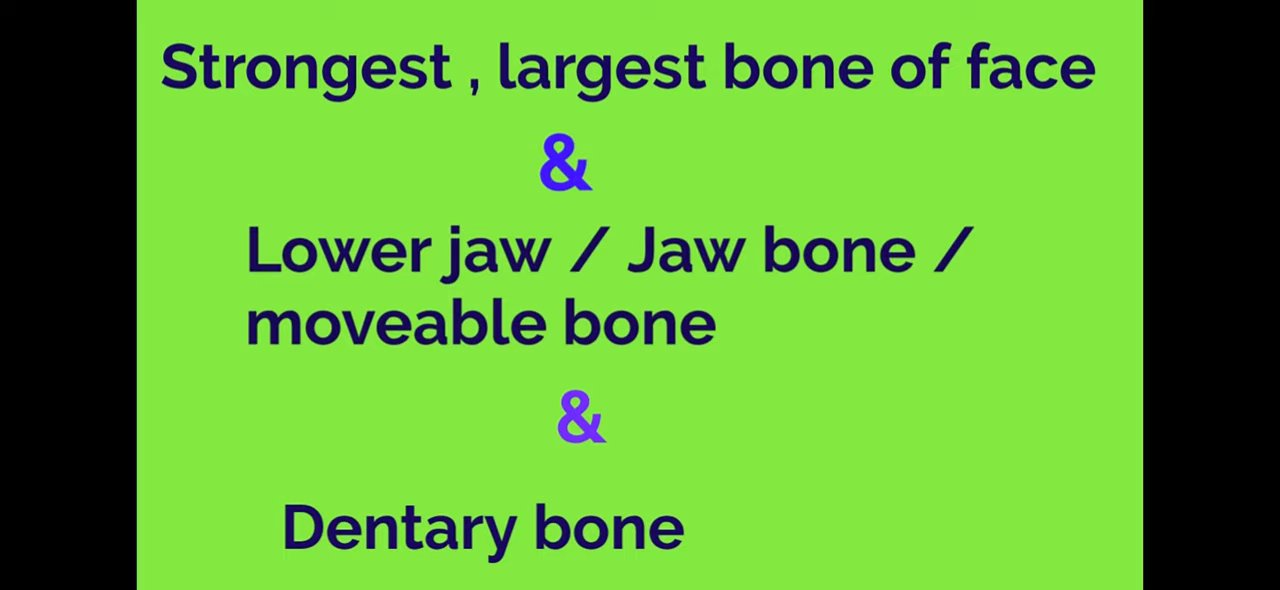 Strongest , largest bone of face
&
Lower jaw / Jaw bone /
moveable bone
&
Dentary bone